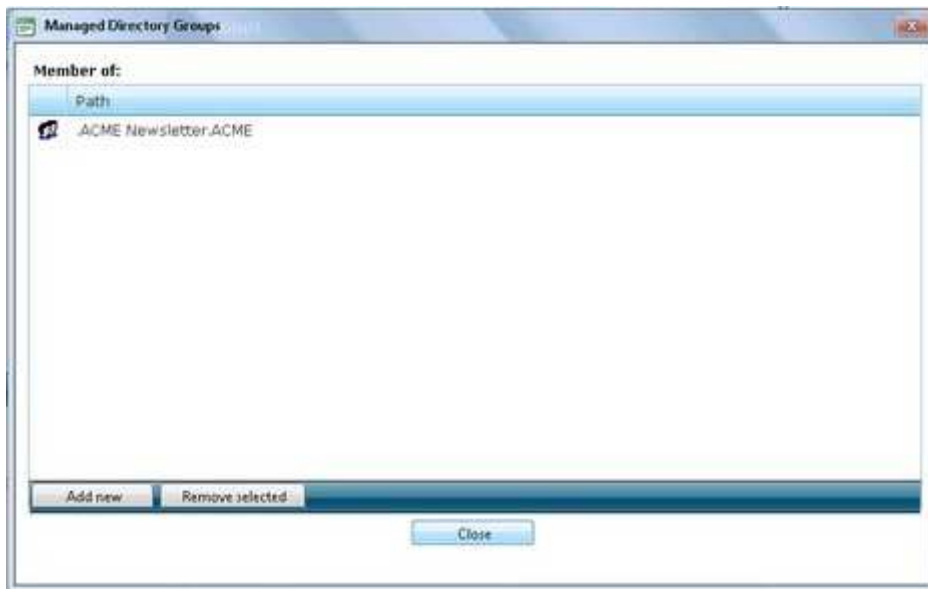 Managed Directory Groups
Member of:
Path
.ACME Newsletter.ACME
Add new
Remove selected
Close